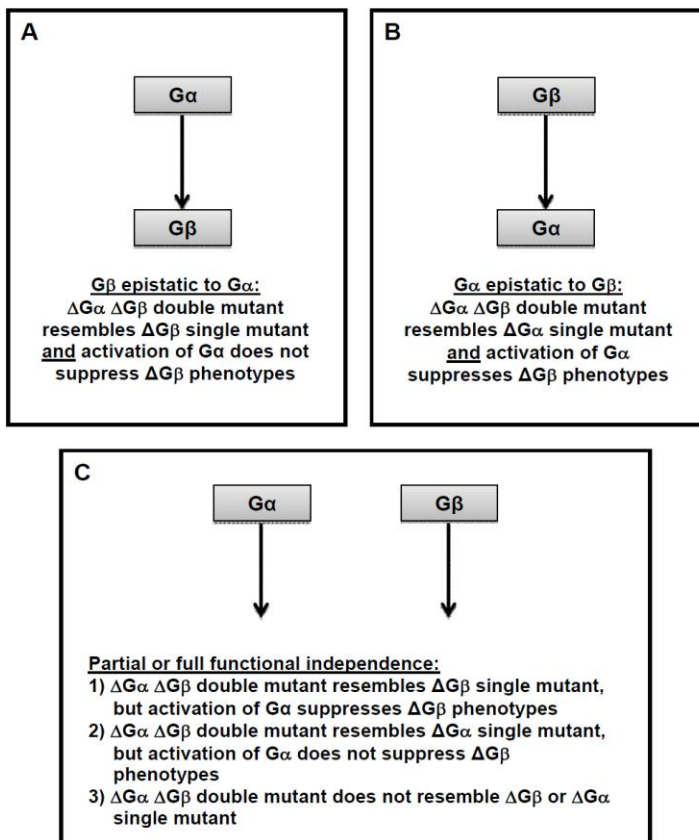 A
Gα
Gβ
Gβ epistatic to Gα:
ΔGα ΔGβ double mutant
resembles ΔGβ single mutant
and activation of Gα does not
suppress ΔGβ phenotypes
B
Gβ
Gα
Gα epistatic to Gβ:
ΔGα ΔGβ double mutant
resembles ΔGα single mutant
and activation of Gα
suppresses ΔGβ phenotypes
C
Gα Gβ
Partial or full functional independence:
1) ΔGα ΔGβ double mutant resembles ΔGβ single mutant,
but activation of Gα suppresses ΔGβ phenotypes
2) ΔGα ΔGβ double mutant resembles ΔGα single mutant,
but activation of Gα does not suppress ΔGβ
phenotypes
3) ΔGα ΔGβ double mutant does not resemble ΔGβ or ΔGα
single mutant